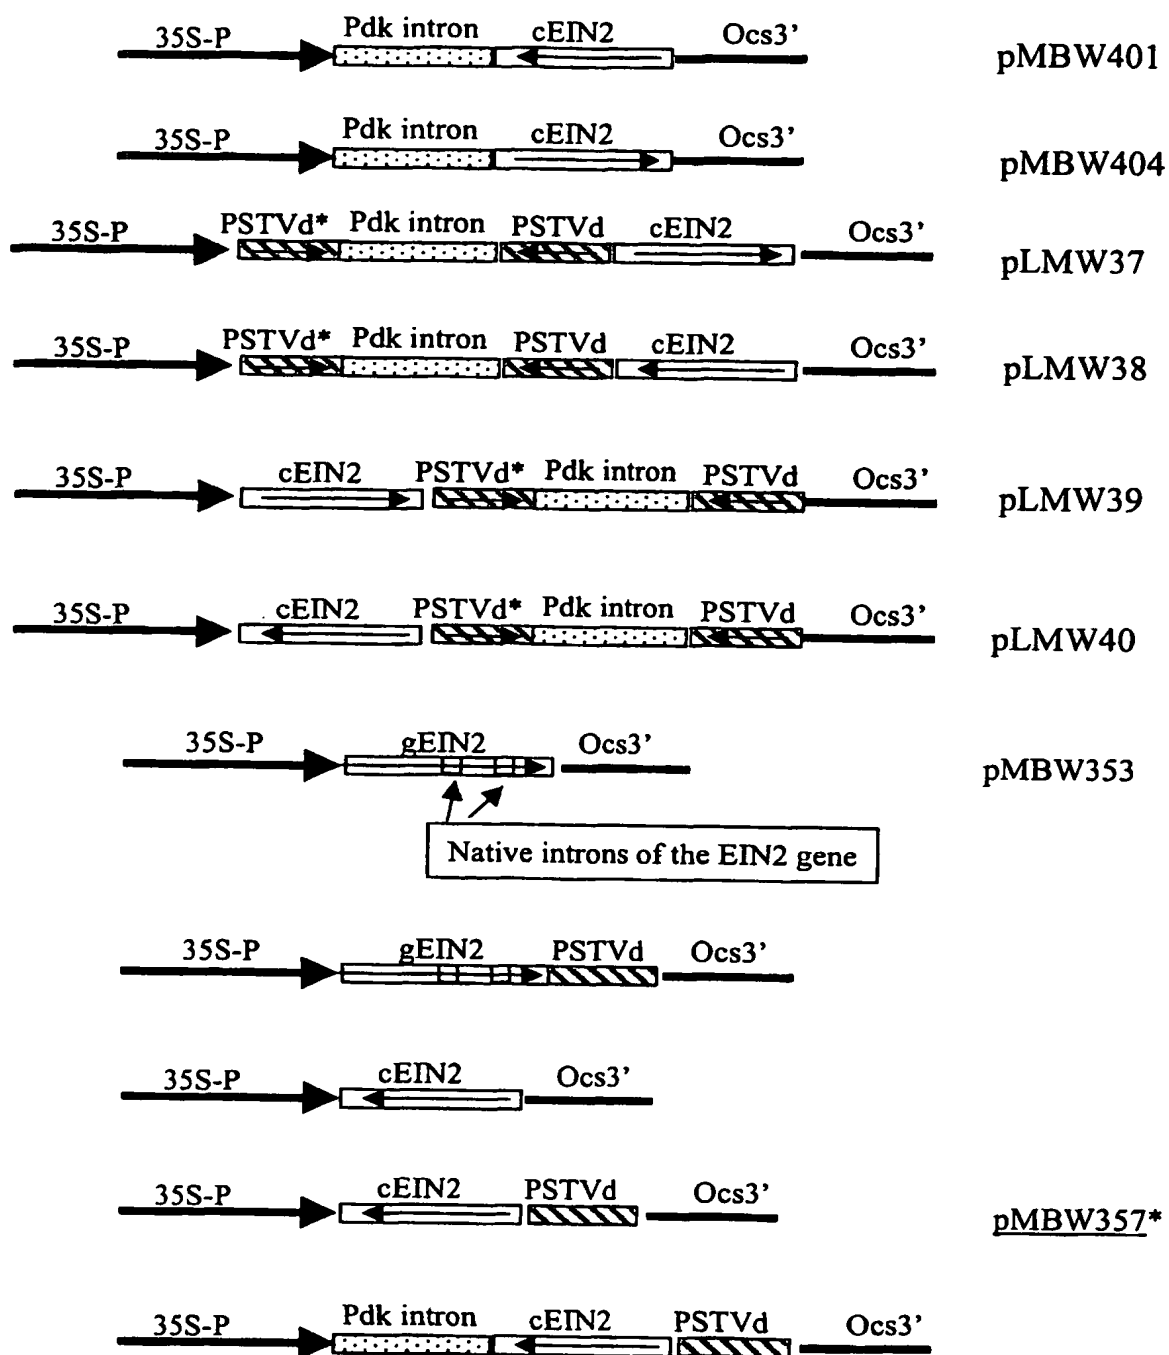 35S-P Pdk intron cEIN2 Ocs3' pMBW401
35S-P Pdk intron cEIN2 Ocs3' pMBW404
35S-P PSTVd* Pdk intron PSTVd cEIN2 Ocs3' pLMW37
35S-P PSTVd* Pdk intron PSTVd cEIN2 Ocs3' pLMW38
35S-P cEIN2 PSTVd* Pdk intron PSTVd Ocs3' pLMW39
35S-P cEIN2 PSTVd* Pdk intron PSTVd Ocs3' pLMW40
35S-P gEIN2 Ocs3' pMBW353
Native introns of the EIN2 gene
35S-P gEIN2 PSTVd Ocs3'
35S-P cEIN2 Ocs3'
35S-P cEIN2 PSTVd Ocs3' pMBW357*
35S-P Pdk intron cEIN2 PSTVd Ocs3'